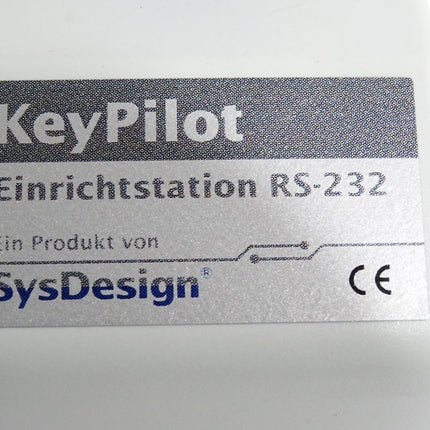 KeyPilot
Einrichtstation RS-232
Ein Produkt von
SysDesign®
CE